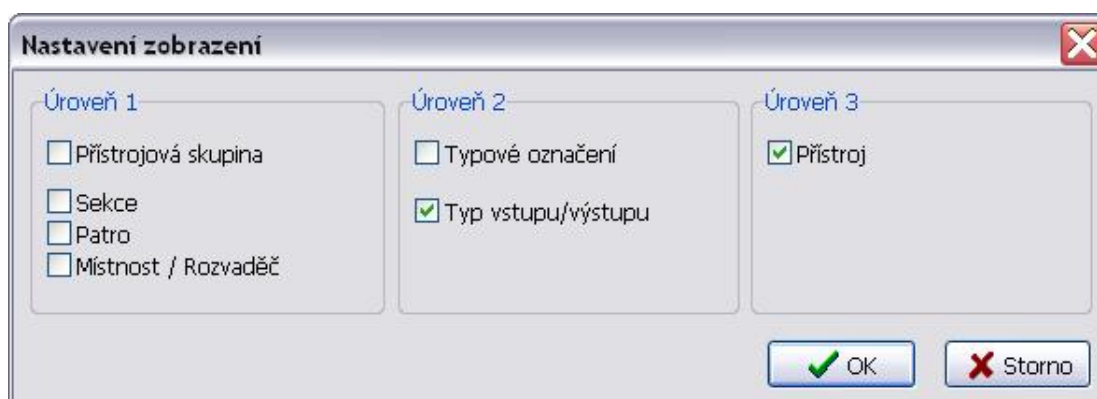 Nastavení zobrazení
Úroveň 1
Přístrojová skupina
Sekce
Patro
Místnost / Rozvaděč
Úroveň 2
Typové označení
Typ vstupu/výstupu
Úroveň 3
Přístroj
OK
Storno